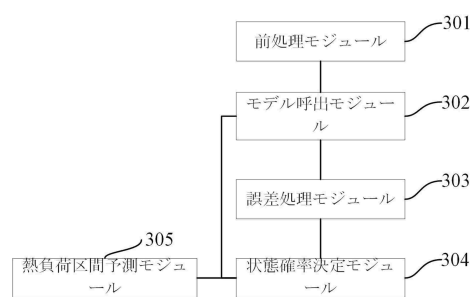 301
前処理モジュール
302
モデル呼出モジュー
ル
303
誤差処理モジュール
305
熱負荷区間予測モジュ
ール
状態確率決定モジュ
ール
304